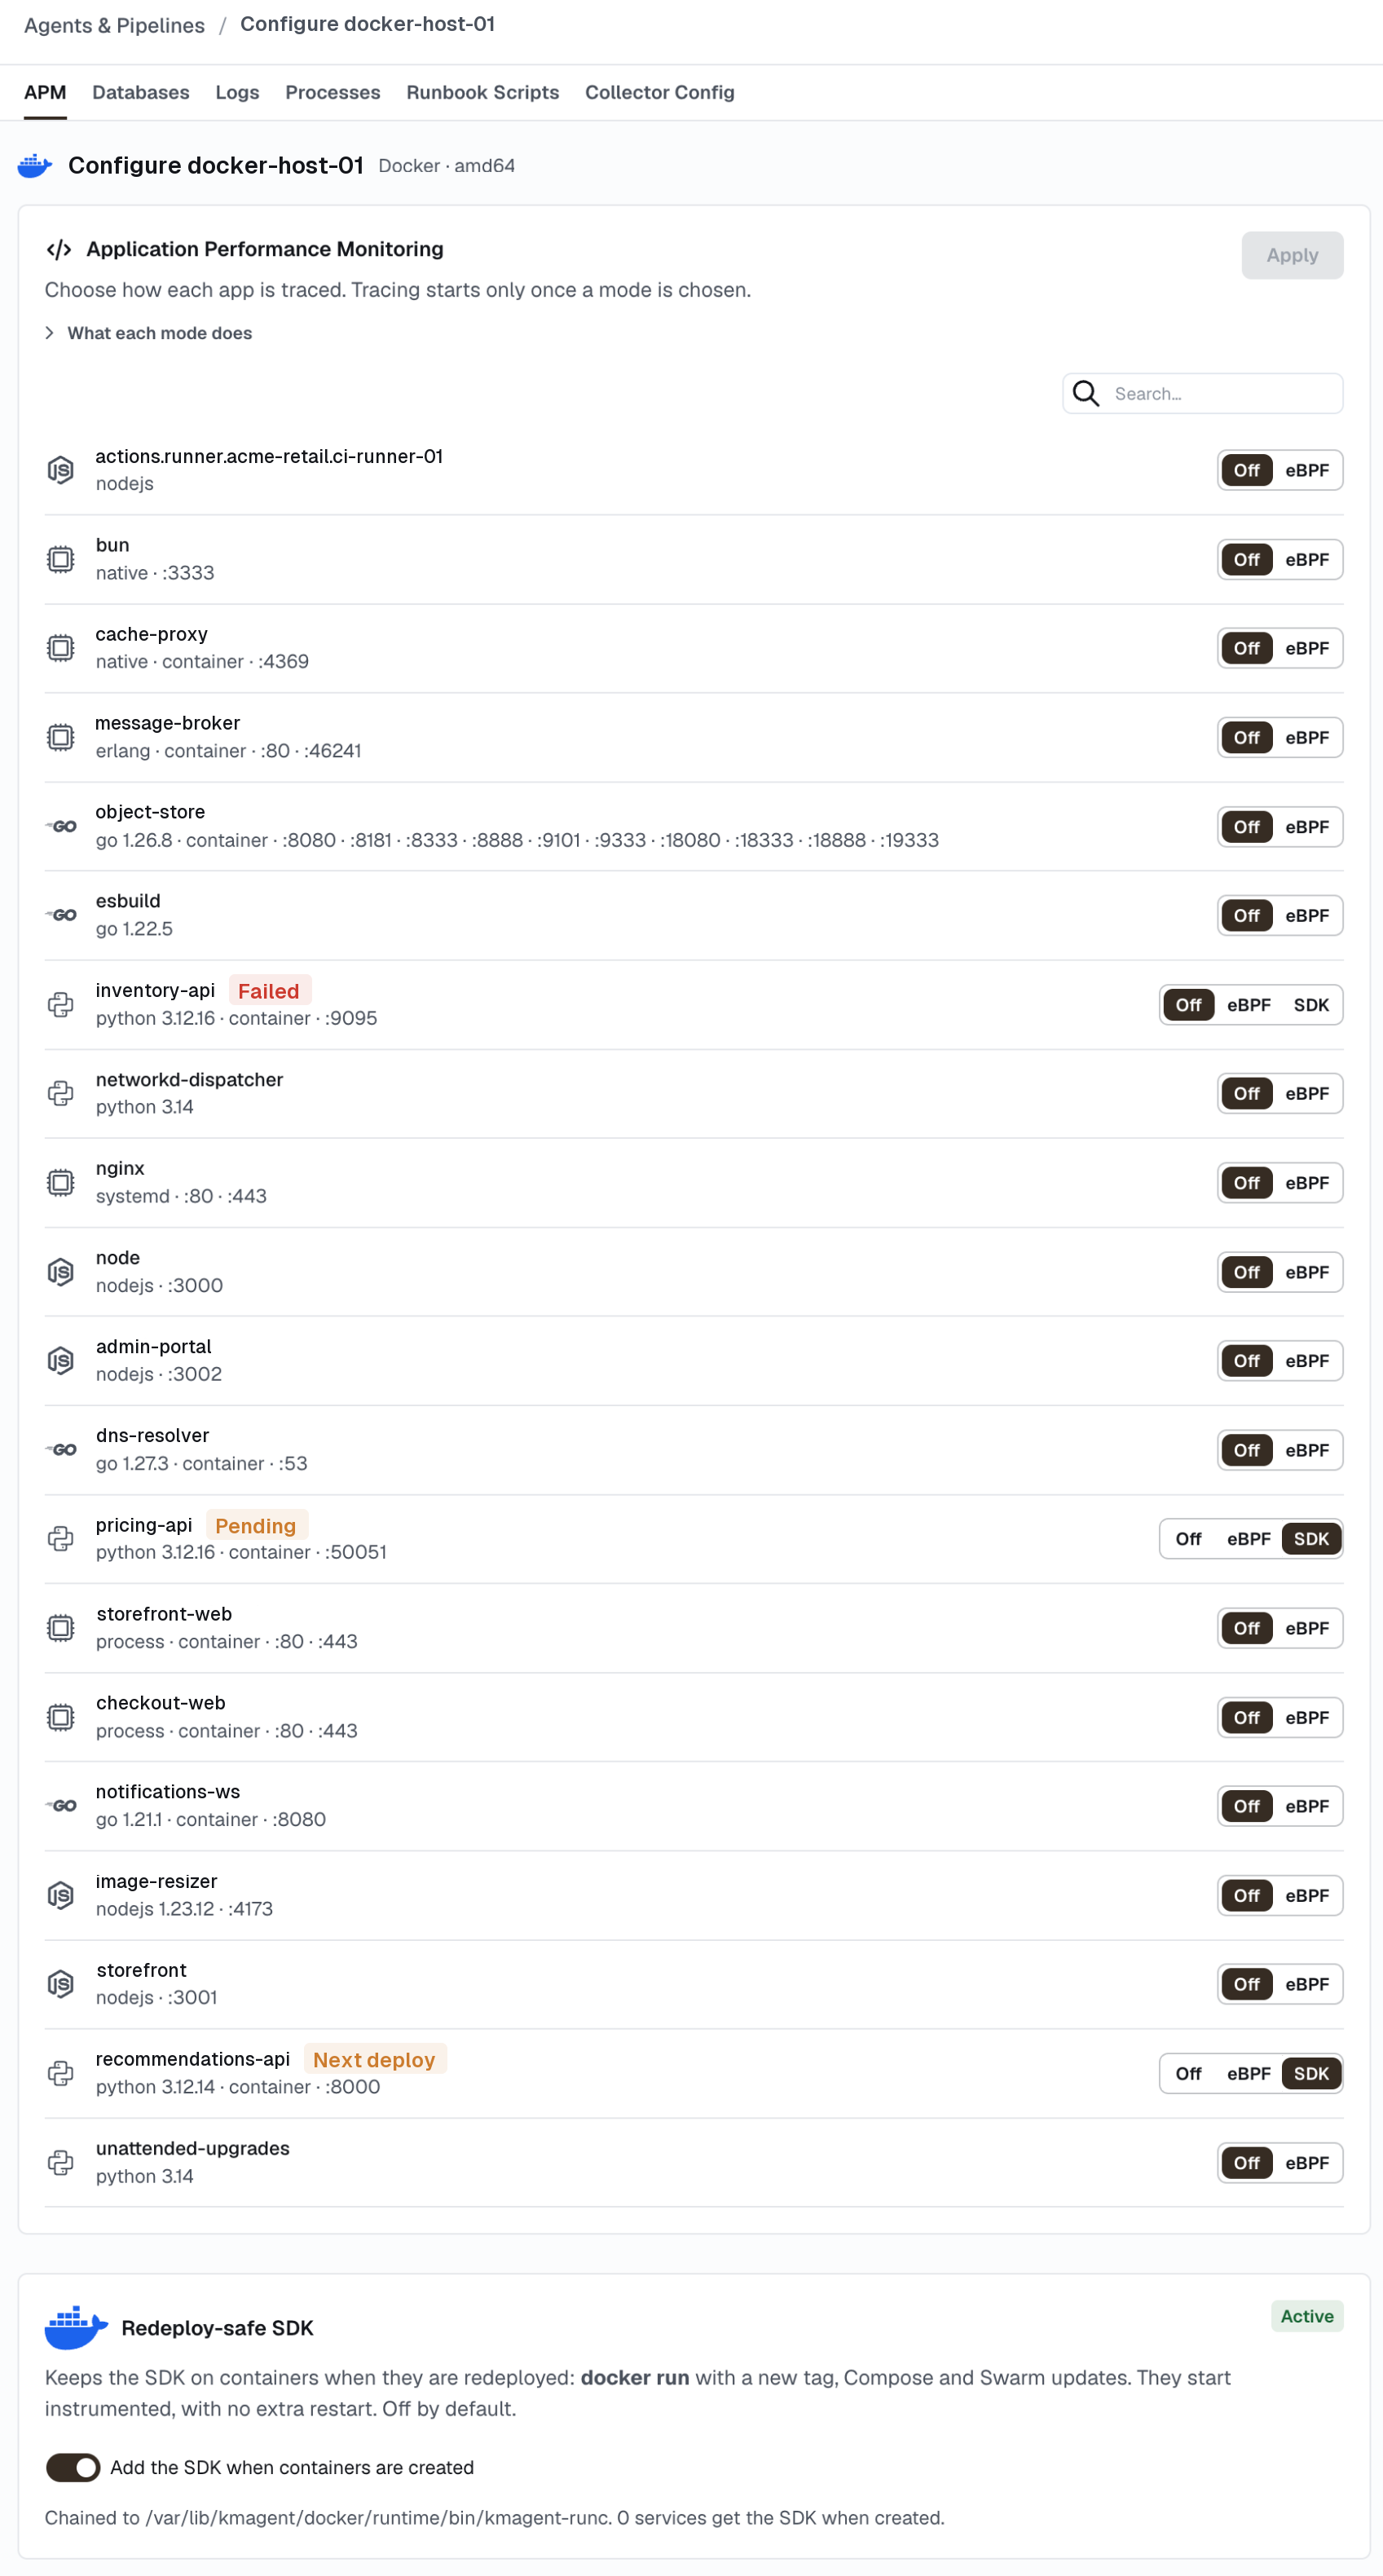 Agents & Pipelines / Configure docker-host-01
APM Databases Logs Processes Runbook Scripts Collector Config
Configure docker-host-01 Docker · amd64
</> Application Performance Monitoring
Apply
Choose how each app is traced. Tracing starts only once a mode is chosen.
What each mode does
Search...
actions.runner.acme-retail.ci-runner-01
nodejs
Off eBPF
bun
native · :3333
Off eBPF
cache-proxy
native · container · :4369
Off eBPF
message-broker
erlang · container · :80 · :46241
Off eBPF
object-store
go 1.26.8 · container · :8080 · :8181 · :8333 · :8888 · :9101 · :9333 · :18080 · :18333 · :18888 · :19333
Off eBPF
esbuild
go 1.22.5
Off eBPF
inventory-api Failed
python 3.12.16 · container · :9095
Off eBPF SDK
networkd-dispatcher
python 3.14
Off eBPF
nginx
systemd · :80 · :443
Off eBPF
node
nodejs · :3000
Off eBPF
admin-portal
nodejs · :3002
Off eBPF
dns-resolver
go 1.27.3 · container · :53
Off eBPF
pricing-api Pending
python 3.12.16 · container · :50051
Off eBPF SDK
storefront-web
process · container · :80 · :443
Off eBPF
checkout-web
process · container · :80 · :443
Off eBPF
notifications-ws
go 1.21.1 · container · :8080
Off eBPF
image-resizer
nodejs 1.23.12 · :4173
Off eBPF
storefront
nodejs · :3001
Off eBPF
recommendations-api Next deploy
python 3.12.14 · container · :8000
Off eBPF SDK
unattended-upgrades
python 3.14
Off eBPF
Redeploy-safe SDK
Active
Keeps the SDK on containers when they are redeployed: docker run with a new tag, Compose and Swarm updates. They start
instrumented, with no extra restart. Off by default.
Add the SDK when containers are created
Chained to /var/lib/kmagent/docker/runtime/bin/kmagent-runc. 0 services get the SDK when created.